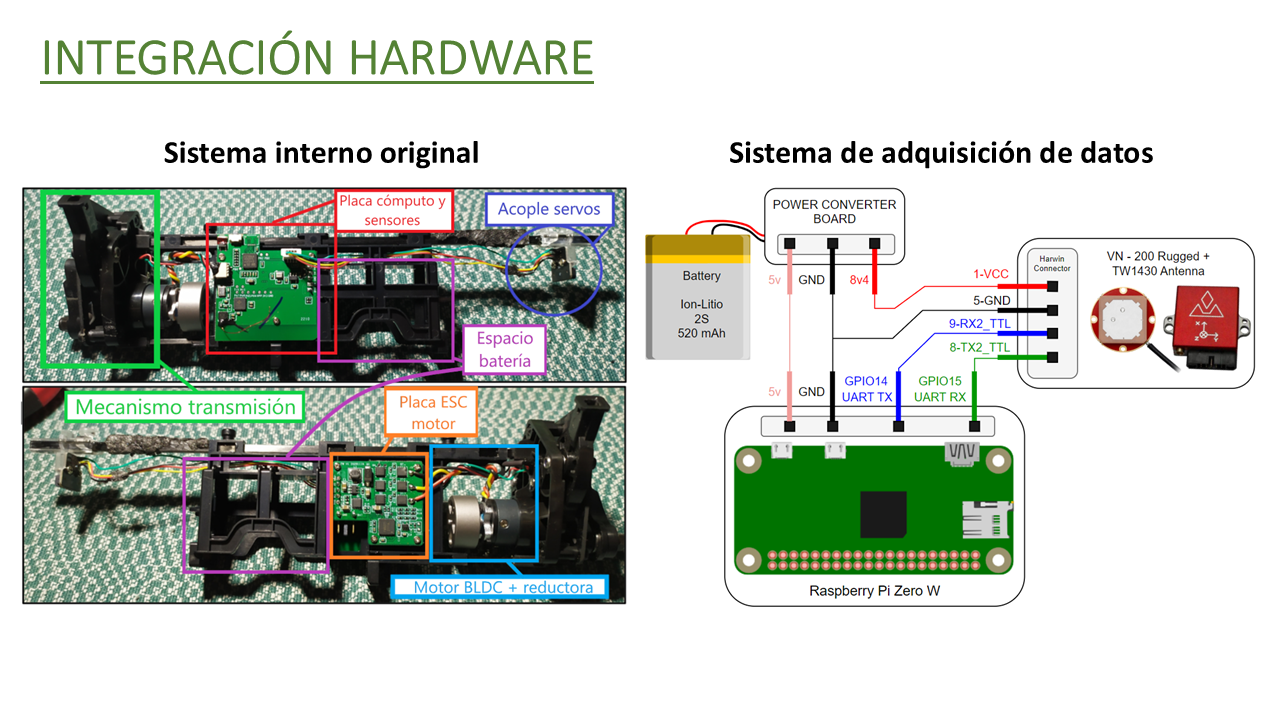 INTEGRACIÓN HARDWARE
Sistema interno original
Placa cómputo y
sensores
Acople servos
Espacio
batería
Mecanismo transmisión
Placa ESC
motor
Motor BLDC + reductora
Sistema de adquisición de datos
POWER CONVERTER
BOARD
Battery
Ion-Litio
2S
520 mAh
5v
GND
8v4
Harwin
Connector
VN - 200 Rugged +
TW1430 Antenna
1-VCC
5-GND
9-RX2_TTL
8-TX2_TTL
5v
GND
GPIO14
UART TX
GPIO15
UART RX
Raspberry Pi Zero W